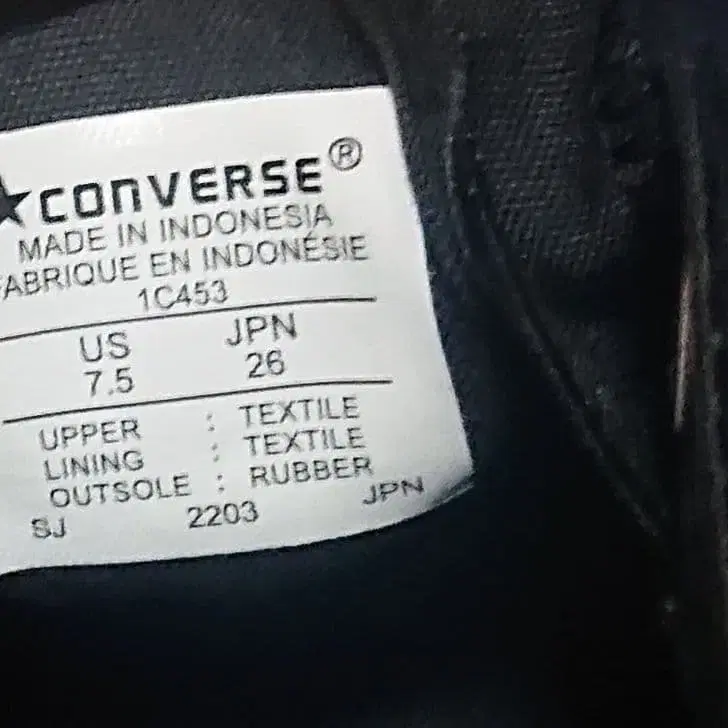 ★CONVERSE®
MADE IN INDONESIA
FABRIQUE EN INDONÉSIE
1C453
US JPN
7.5 26
UPPER : TEXTILE
LINING : TEXTILE
OUTSOLE : RUBBER
SJ 2203 JPN